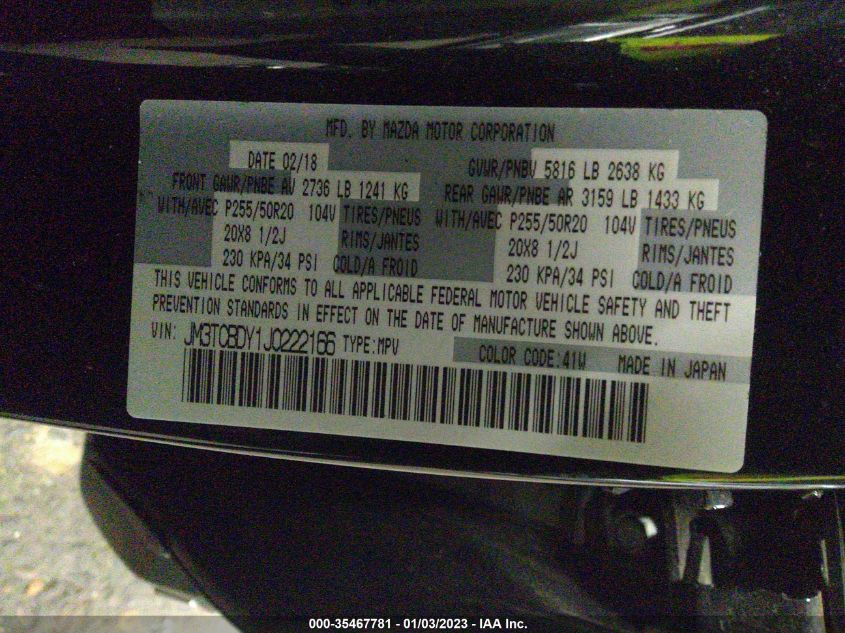 MFD. BY MAZDA MOTOR CORPORATION
DATE 02/18 GVWR/PNBV 5816 LB 2638 KG
FRONT GAWR/PNBE AV 2736 LB 1241 KG REAR GAWR/PNBE AR 3159 LB 1433 KG
WITH/AVEC P255/50R20 104V TIRES/PNEUS WITH/AVEC P255/50R20 104V TIRES/PNEUS
20X8 1/2J RIMS/JANTES 20X8 1/2J RIMS/JANTES
230 KPA/34 PSI COLD/A FROID 230 KPA/34 PSI COLD/A FROID
THIS VEHICLE CONFORMS TO ALL APPLICABLE FEDERAL MOTOR VEHICLE SAFETY AND THEFT
PREVENTION STANDARDS IN EFFECT ON THE DATE OF MANUFACTURE SHOWN ABOVE.
VIN: JM3TCBDY1J0222166 TYPE:MPV COLOR CODE:41W MADE IN JAPAN
000-35467781 - 01/03/2023 - IAA Inc.